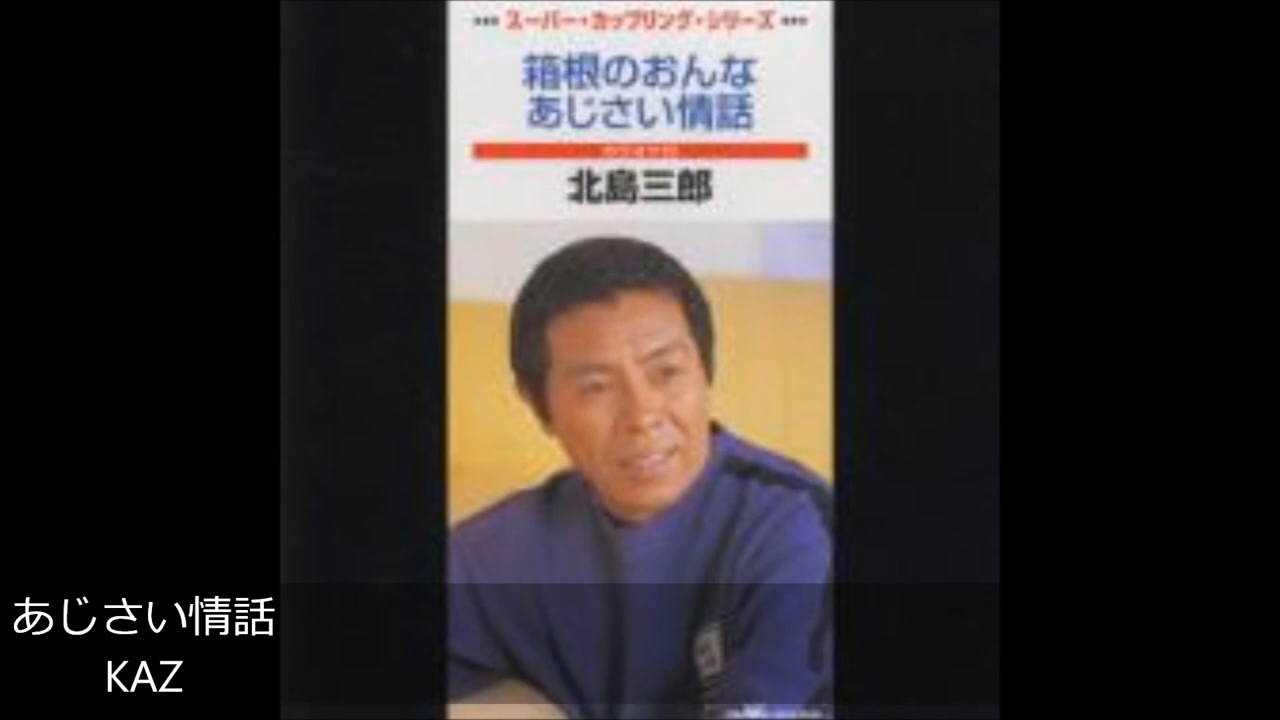 スーパー・カップリング・シリーズ
箱根のおんな
あじさい情話
北島三郎
あじさい情話
KAZ